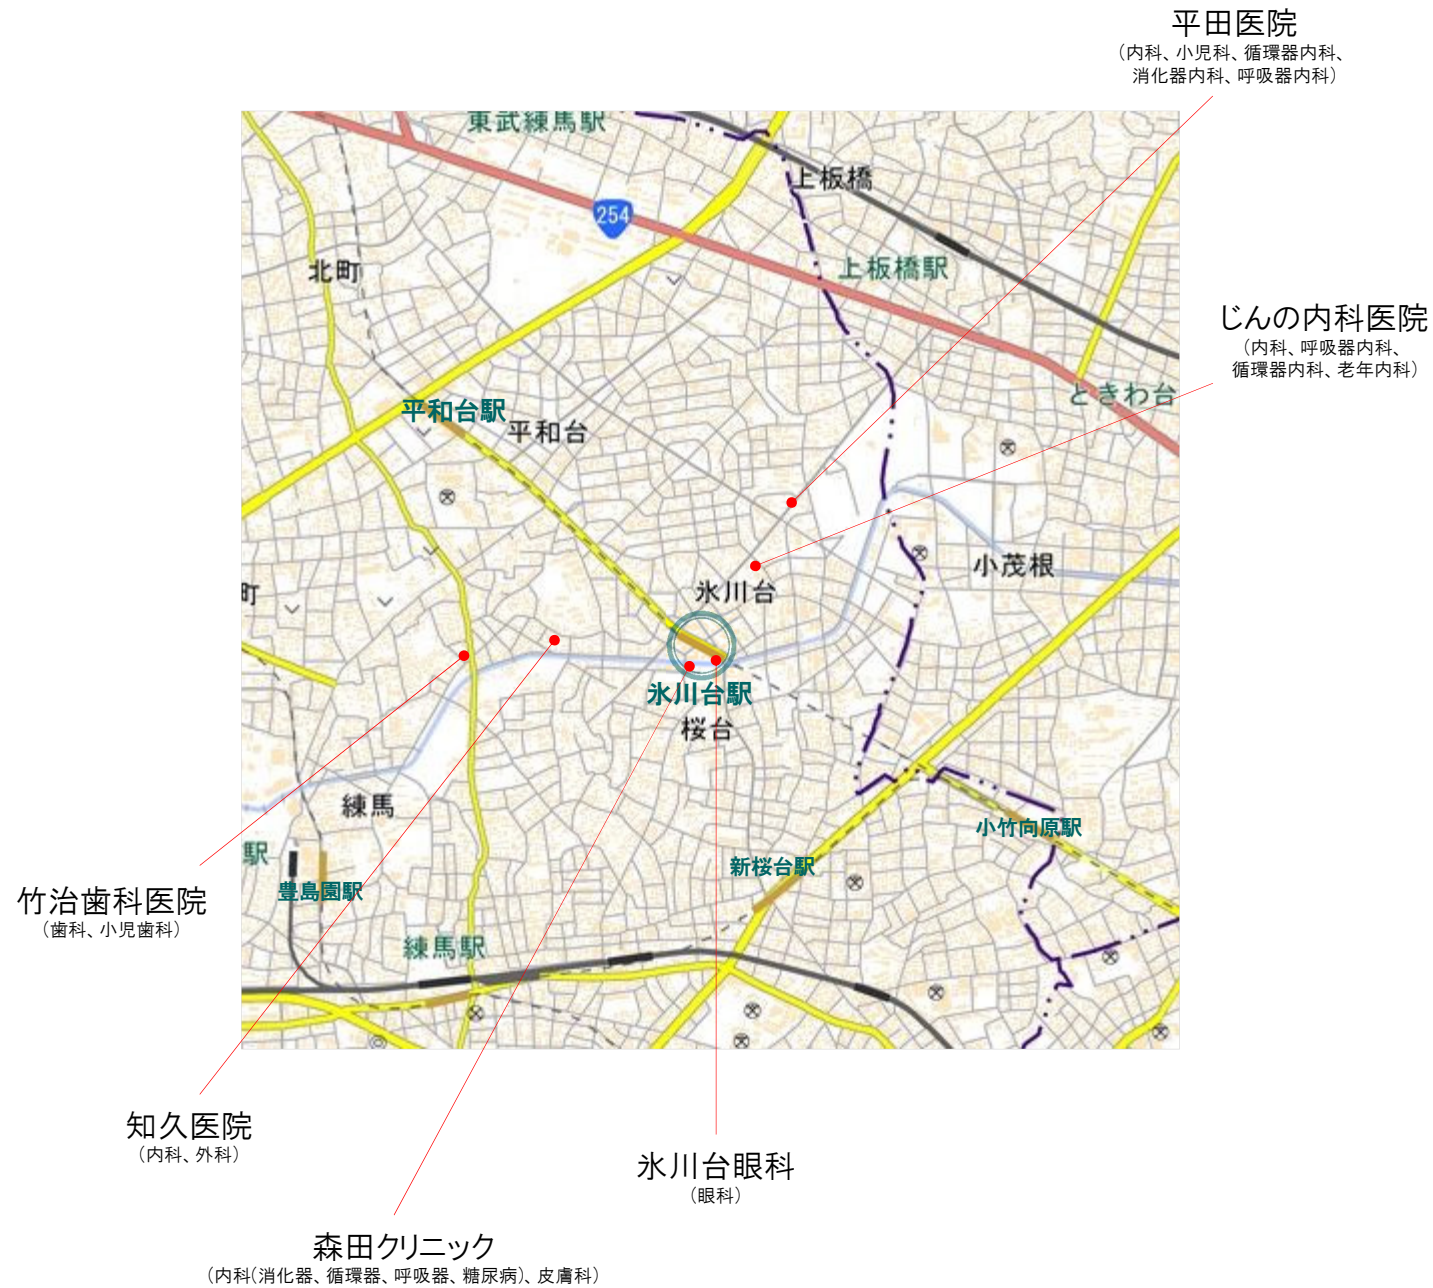 平田医院
（内科、小児科、循環器内科、
消化器内科、呼吸器内科）
東武練馬駅
上板橋
254
北町
上板橋駅
じんの内科医院
（内科、呼吸器内科、
循環器内科、老年内科）
ときわ台
平和台駅
平和台
小茂根
氷川台
町
氷川台駅
桜台
練馬
小竹向原駅
駅
新桜台駅
豊島園駅
竹治歯科医院
（歯科、小児歯科）
練馬駅
知久医院
（内科、外科）
氷川台眼科
（眼科）
森田クリニック
（内科（消化器、循環器、呼吸器、糖尿病）、皮膚科）